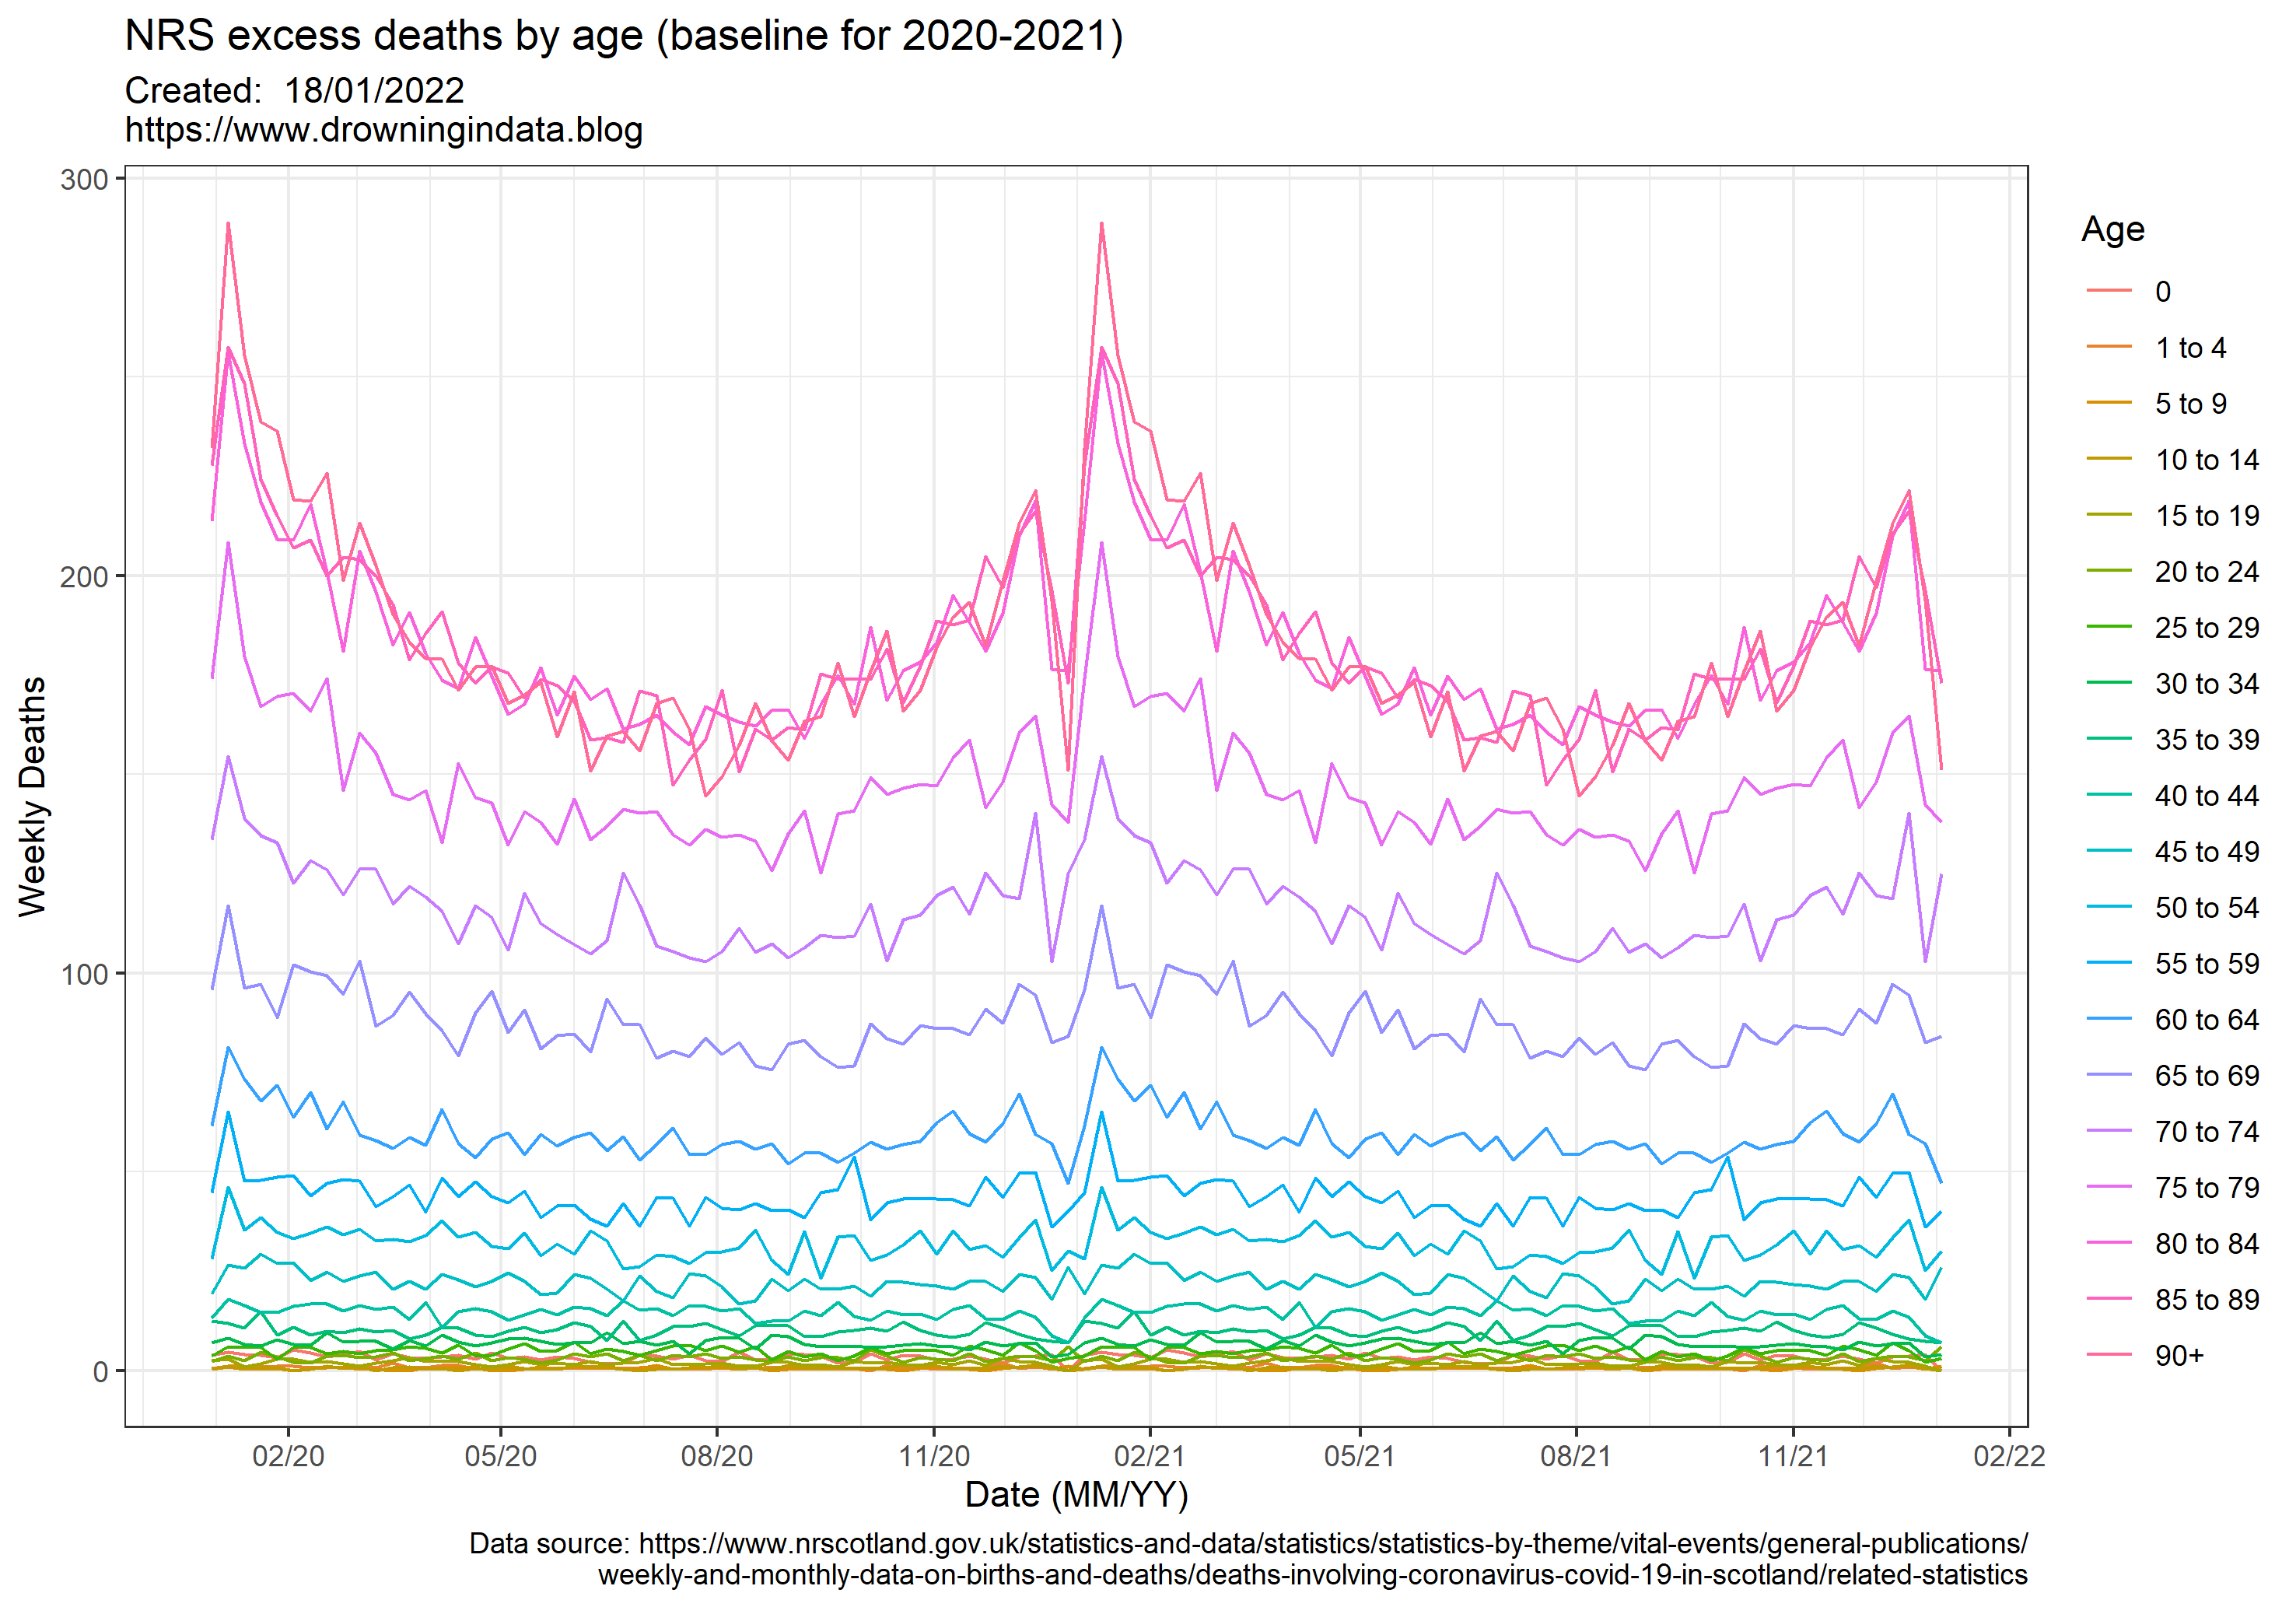 NRS excess deaths by age (baseline for 2020-2021)
Created:  18/01/2022
https://www.drowningindata.blog
300
200
100
0
Weekly Deaths
02/20
05/20
08/20
11/20
02/21
05/21
08/21
11/21
02/22
Date (MM/YY)
Age
0
1 to 4
5 to 9
10 to 14
15 to 19
20 to 24
25 to 29
30 to 34
35 to 39
40 to 44
45 to 49
50 to 54
55 to 59
60 to 64
65 to 69
70 to 74
75 to 79
80 to 84
85 to 89
90+
Data source: https://www.nrscotland.gov.uk/statistics-and-data/statistics/statistics-by-theme/vital-events/general-publications/
weekly-and-monthly-data-on-births-and-deaths/deaths-involving-coronavirus-covid-19-in-scotland/related-statistics